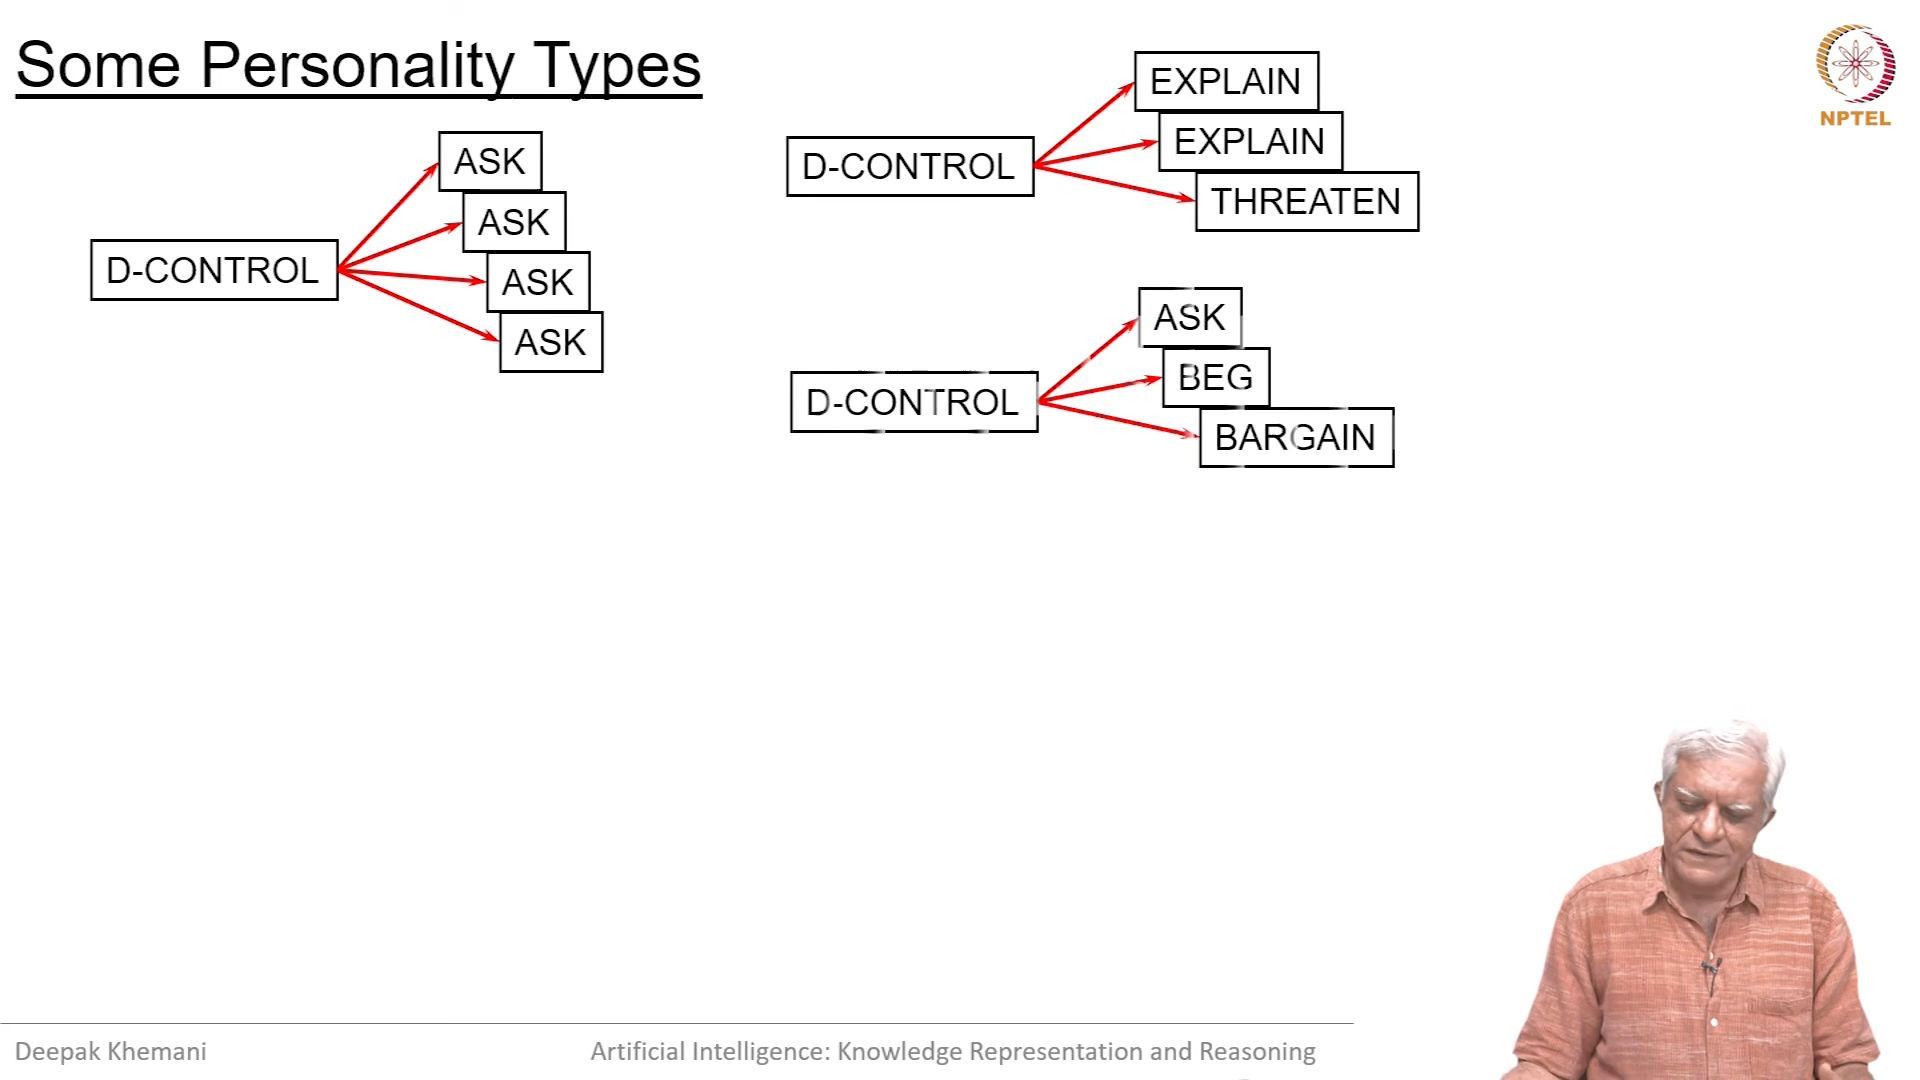 Some Personality Types
NPTEL
D-CONTROL
ASK
ASK
ASK
ASK
D-CONTROL
EXPLAIN
EXPLAIN
THREATEN
D-CONTROL
ASK
BEG
BARGAIN
Deepak Khemani
Artificial Intelligence: Knowledge Representation and Reasoning